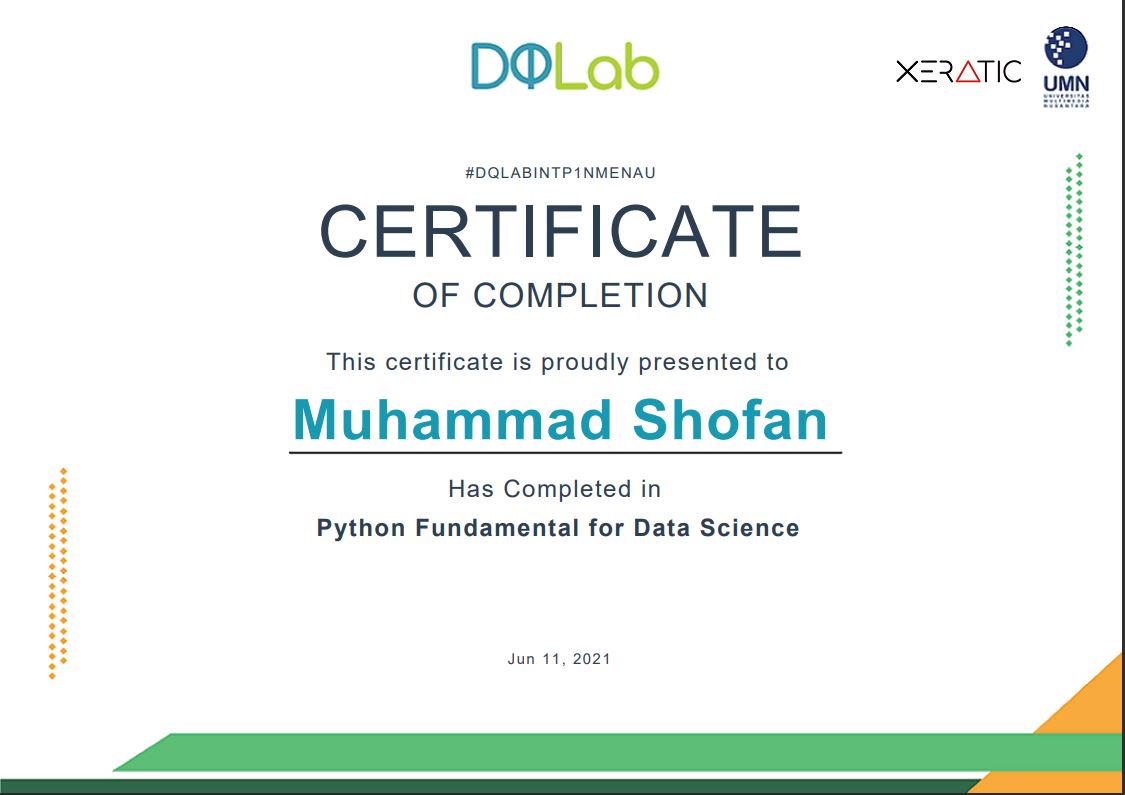 DQLab
XERATIC
UMN
UNIVERSITAS
MULTIMEDIA
NUSANTARA
#DQLABINTP1NMENAU
CERTIFICATE
OF COMPLETION
This certificate is proudly presented to
Muhammad Shofan
Has Completed in
Python Fundamental for Data Science
Jun 11, 2021